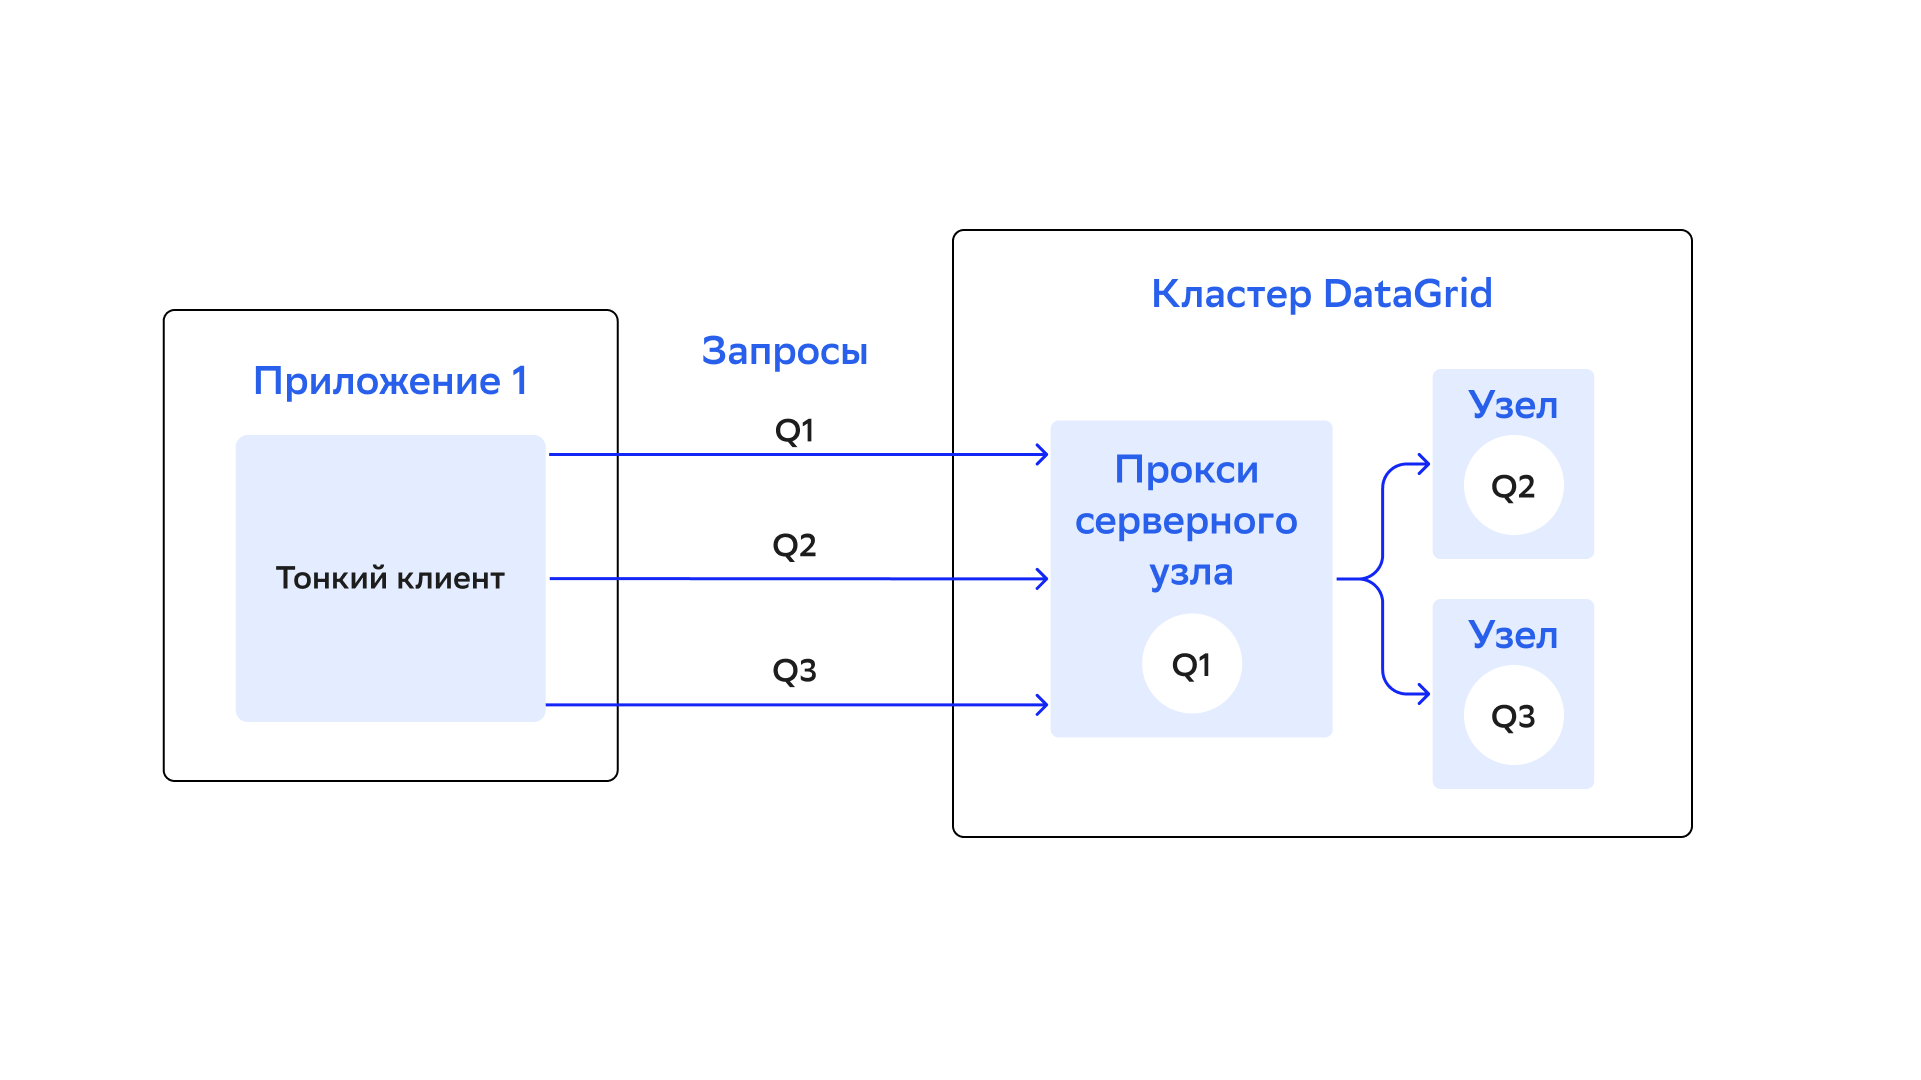 Приложение 1
Тонкий клиент
Запросы
Q1
Q2
Q3
Кластер DataGrid
Прокси
серверного
узла
Q1
Узел
Q2
Узел
Q3